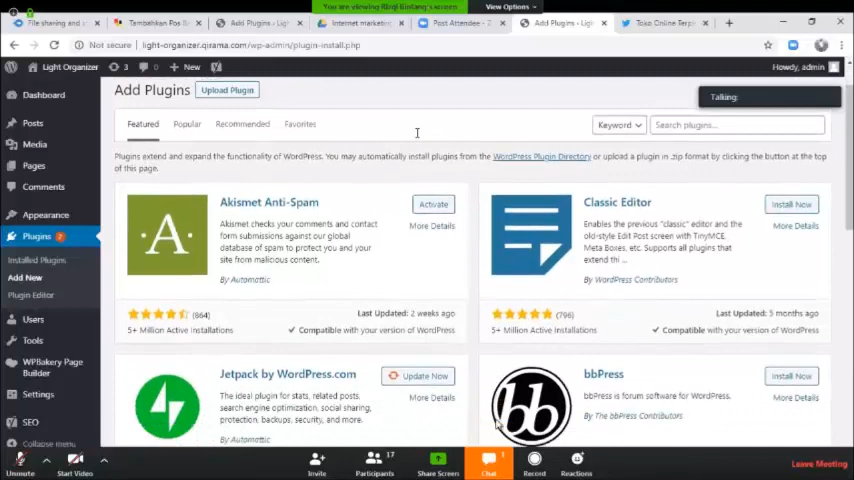 You are viewing Rizqi Bintang's screen
View Options
File sharing and s
Tambahkan Pos B
Add Plugins ‹ Light
Internet marketing
Post Attendee - Z
Add Plugins ‹ Light
Toko Online Terp
Not secure | light-organizer.qirama.com/wp-admin/plugin-install.php
Light Organizer
3
0
+ New
Howdy, admin
Dashboard
Posts
Media
Pages
Comments
Appearance
Plugins 2
Installed Plugins
Add New
Plugin Editor
Users
Tools
WPBakery Page
Builder
Settings
SEO
Collapse menu
Add Plugins
Upload Plugin
Talking:
Featured
Popular
Recommended
Favorites
Keyword
Search plugins...
Plugins extend and expand the functionality of WordPress. You may automatically install plugins from the WordPress Plugin Directory or upload a plugin in .zip format by clicking the button at the top
of this page.
Akismet Anti-Spam
Activate
More Details
Akismet checks your comments and contact
form submissions against our global
database of spam to protect you and your
site from malicious content.
By Automattic
(864)
Last Updated: 2 weeks ago
5+ Million Active Installations
Compatible with your version of WordPress
Classic Editor
Install Now
More Details
Enables the previous "classic" editor and the
old-style Edit Post screen with TinyMCE,
Meta Boxes, etc. Supports all plugins that
extend thi ...
By WordPress Contributors
(796)
Last Updated: 5 months ago
5+ Million Active Installations
Compatible with your version of WordPress
Jetpack by WordPress.com
Update Now
More Details
The ideal plugin for stats, related posts,
search engine optimization, social sharing,
protection, backups, security, and more.
By Automattic
bb
bbPress
Install Now
More Details
bbPress is forum software for WordPress.
By The bbPress Contributors
Unmute
Start Video
Invite
17
Participants
Share Screen
1
Chat
Record
Reactions
Leave Meeting